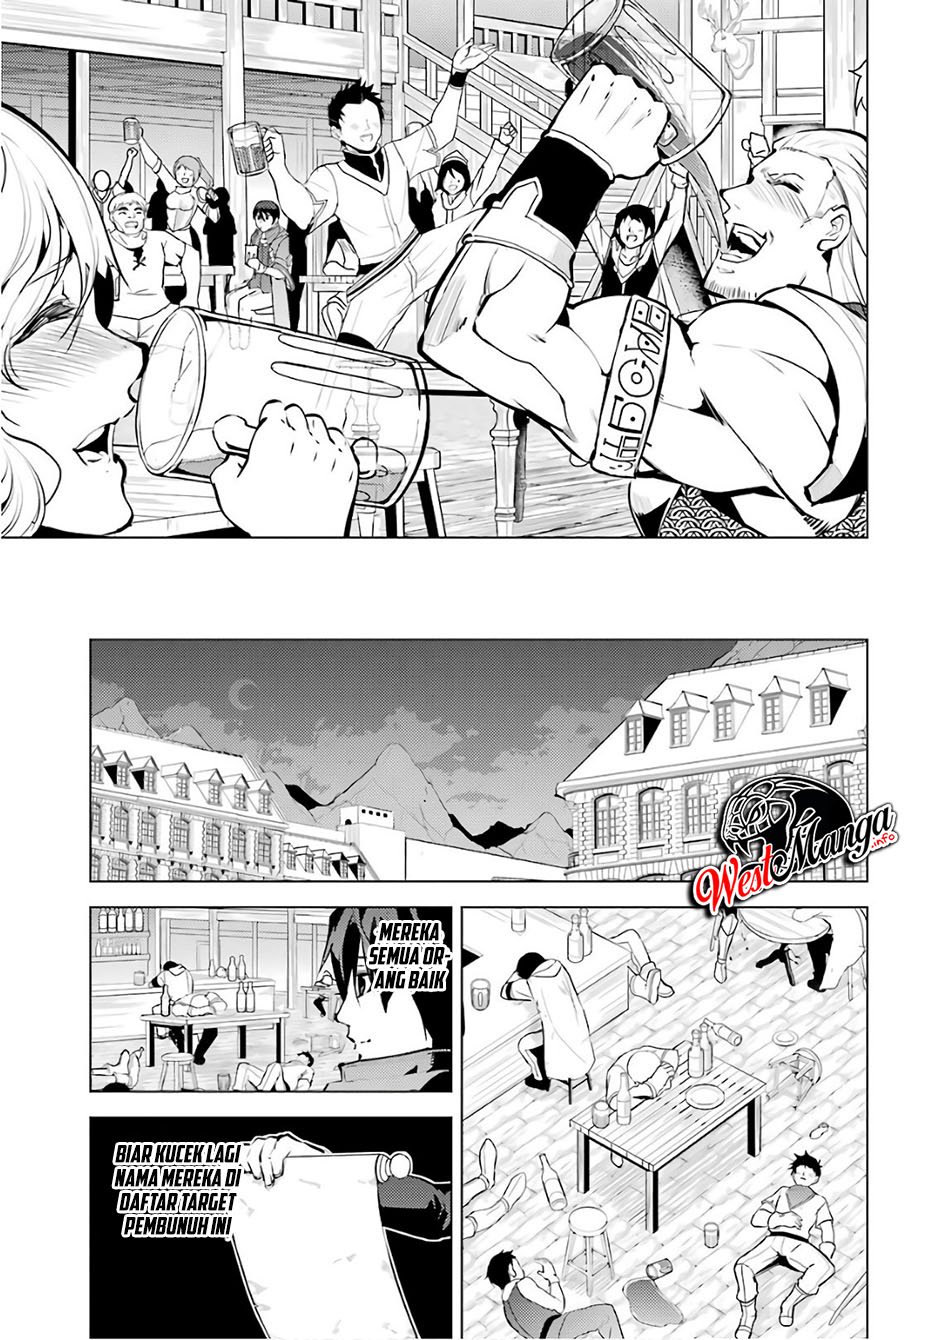 WestManga
.info
MEREKA
SEMUA OR-
ANG BAIK
BIAR KUCEK LAGI
NAMA MEREKA DI
DAFTAR TARGET
PEMBUNUH INI